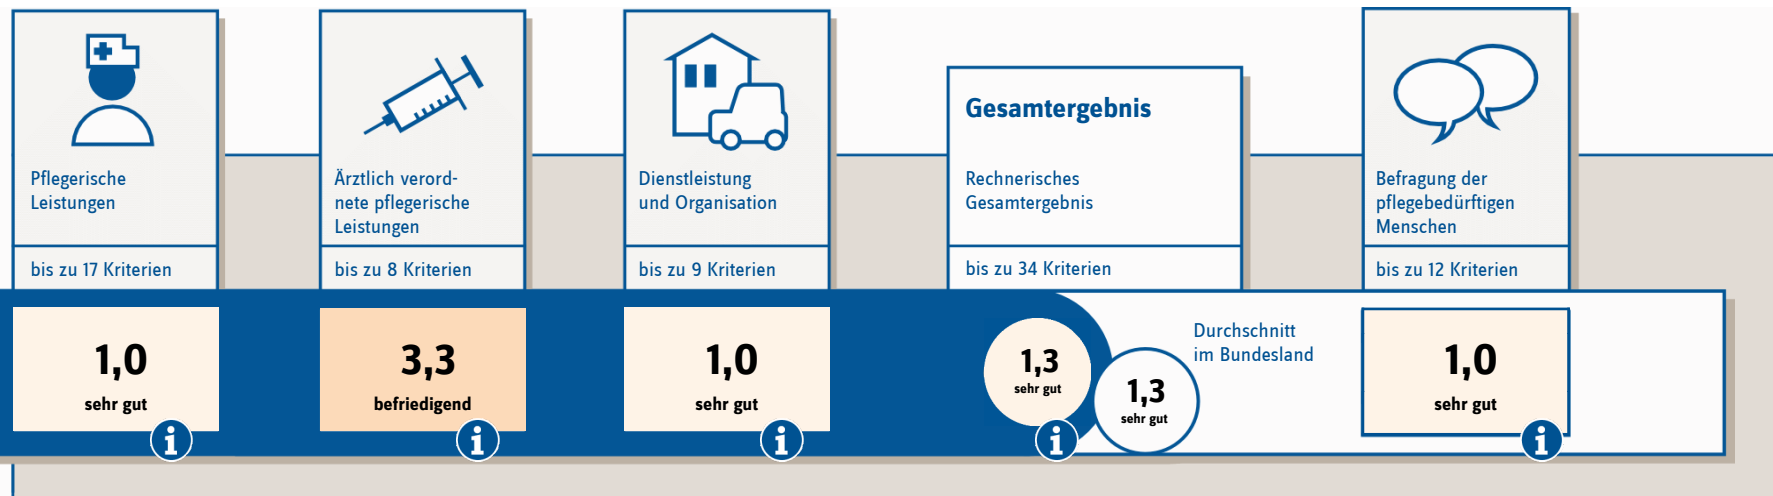 Pflegerische
Leistungen
bis zu 17 Kriterien
1,0
sehr gut
i
Ärztlich verord-
nete pflegerische
Leistungen
bis zu 8 Kriterien
3,3
befriedigend
i
Dienstleistung
und Organisation
bis zu 9 Kriterien
1,0
sehr gut
i
Gesamtergebnis
Rechnerisches
Gesamtergebnis
bis zu 34 Kriterien
1,3
sehr gut
i
1,3
sehr gut
Durchschnitt
im Bundesland
Befragung der
pflegebedürftigen
Menschen
bis zu 12 Kriterien
1,0
sehr gut
i